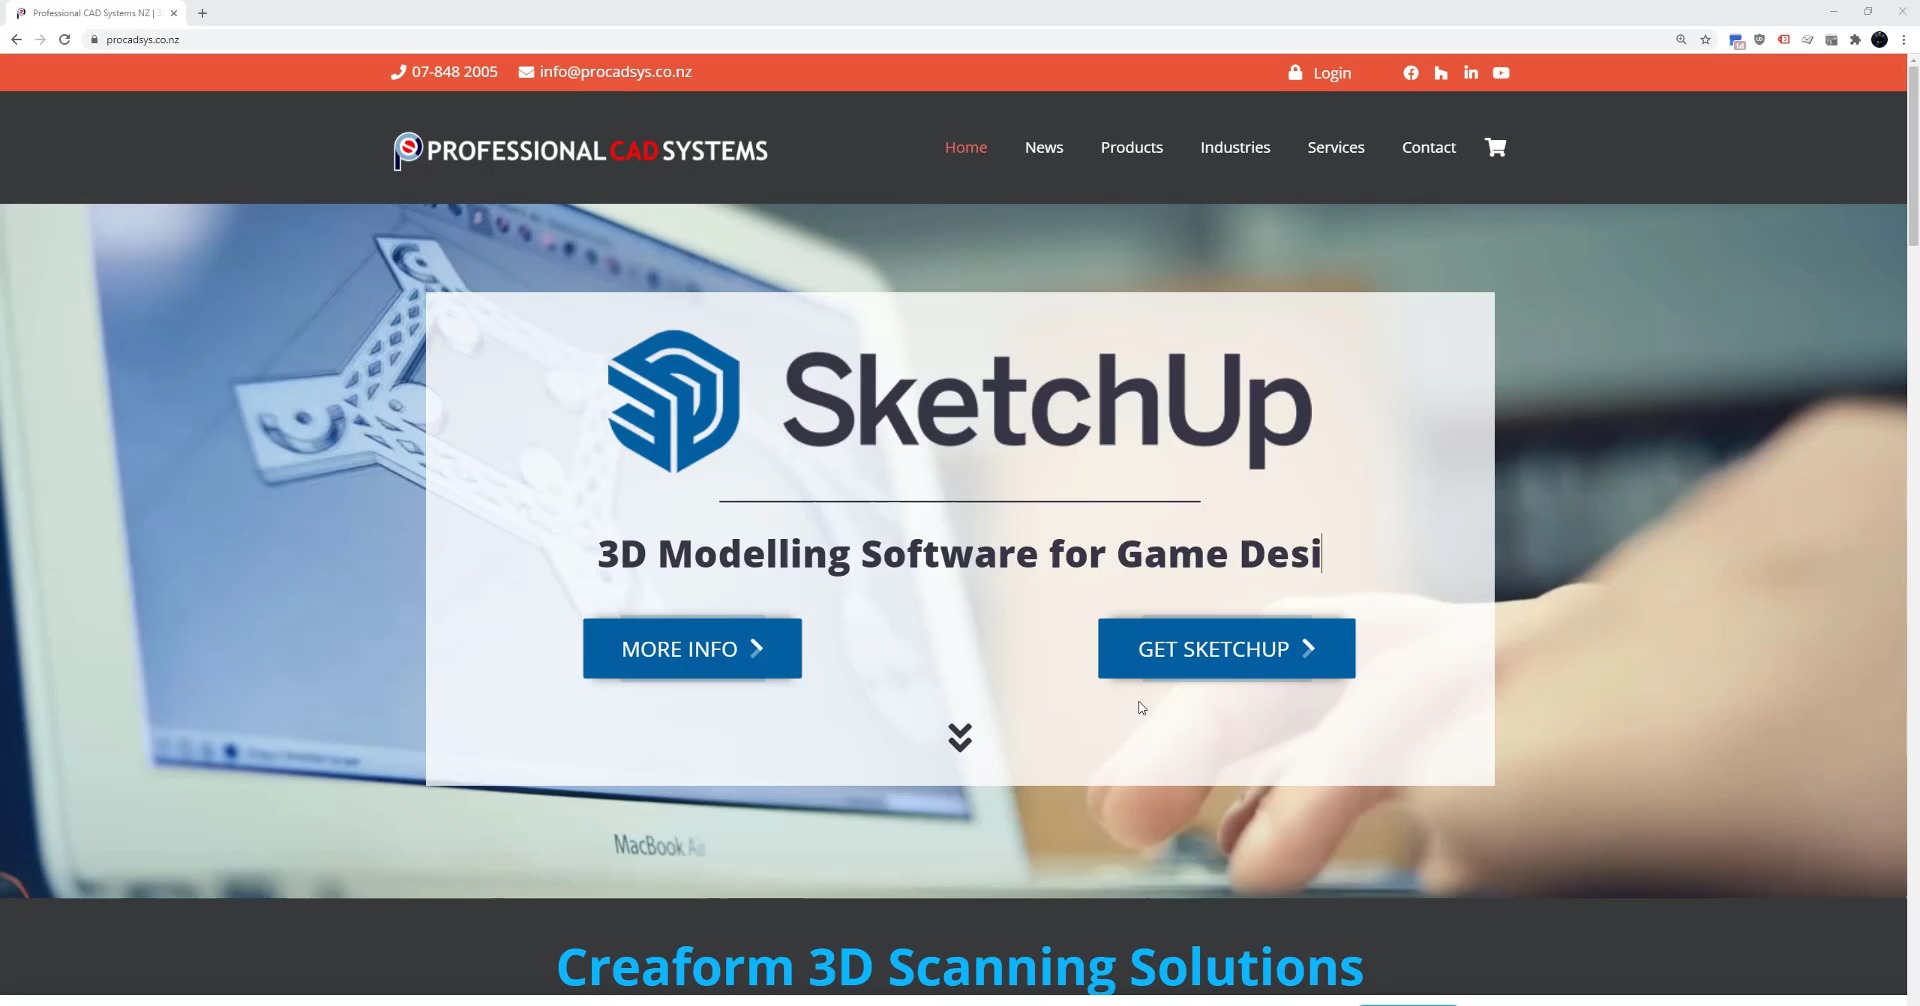 Professional CAD Systems NZ | 3
procadsys.co.nz
07-848 2005 info@procadsys.co.nz Login
PROFESSIONAL CAD SYSTEMS
Home News Products Industries Services Contact
SketchUp
3D Modelling Software for Game Desi
MORE INFO GET SKETCHUP
MacBook Air
Creaform 3D Scanning Solutions